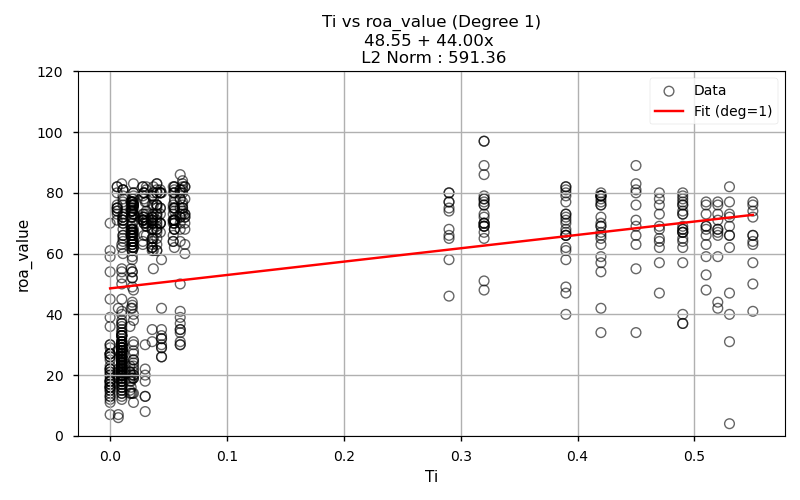 Ti vs roa_value (Degree 1)
48.55 + 44.00x
L2 Norm : 591.36
120
100
80
60
40
20
0
roa_value
Data
Fit (deg=1)
0.0
0.1
0.2
0.3
0.4
0.5
Ti